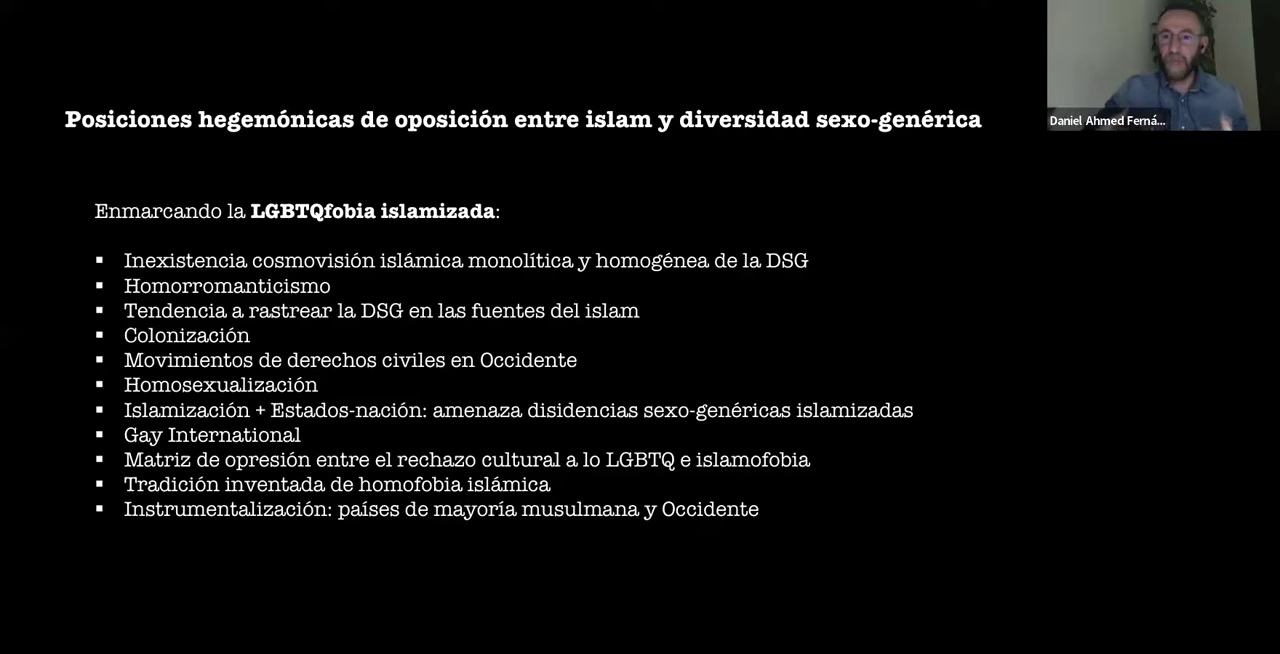 Posiciones hegemónicas de oposición entre islam y diversidad sexo-genérica
Daniel Ahmed Ferná...
Enmarcando la LGBTQfobia islamizada:
▪ Inexistencia cosmovisión islámica monolítica y homogénea de la DSG
▪ Homorromanticismo
▪ Tendencia a rastrear la DSG en las fuentes del islam
▪ Colonización
▪ Movimientos de derechos civiles en Occidente
▪ Homosexualización
▪ Islamización + Estados-nación: amenaza disidencias sexo-genéricas islamizadas
▪ Gay International
▪ Matriz de opresión entre el rechazo cultural a lo LGBTQ e islamofobia
▪ Tradición inventada de homofobia islámica
▪ Instrumentalización: países de mayoría musulmana y Occidente